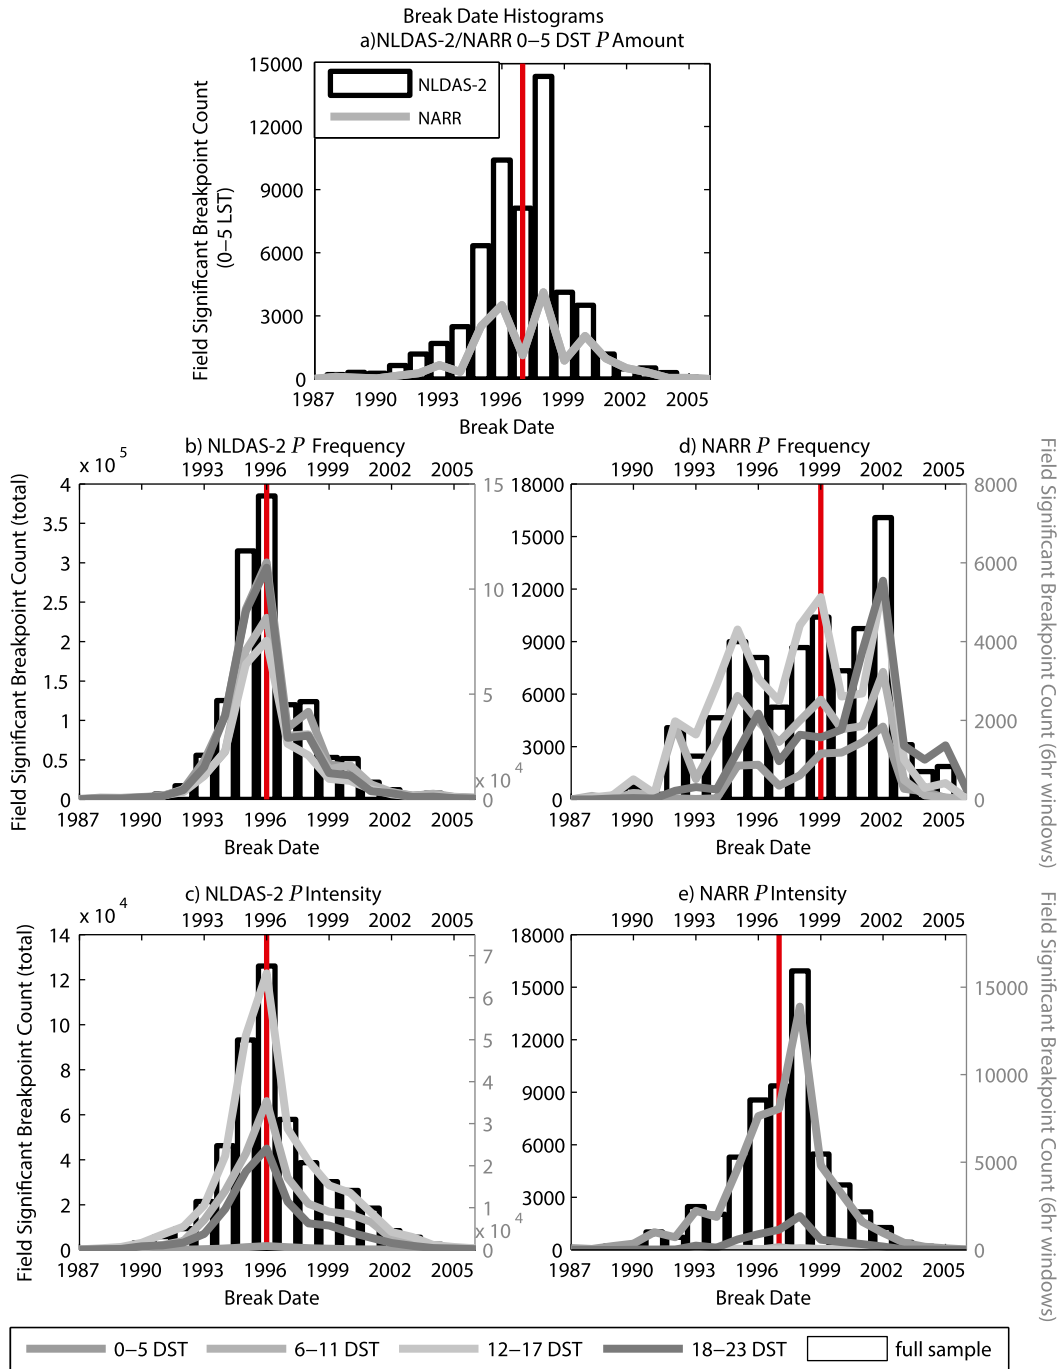 Break Date Histograms
a)NLDAS-2/NARR 0−5 DST P Amount
15000
12000
9000
6000
3000
0
Field Significant Breakpoint Count
(0−5 LST)
NLDAS-2
NARR
1987 1990 1993 1996 1999 2002 2005
Break Date
b) NLDAS-2 P Frequency
x 10 5
1993 1996 1999 2002 2005
4
3.5
3
2.5
2
1.5
1
0.5
0
Field Significant Breakpoint Count (total)
15
10
5
x 10 4
0
1987 1990 1993 1996 1999 2002 2005
Break Date
d) NARR P Frequency
1990 1993 1996 1999 2002 2005
18000
15000
12000
9000
6000
3000
0
8000
6000
4000
2000
0
Field Significant Breakpoint Count (6hr windows)
1987 1990 1993 1996 1999 2002 2005
Break Date
c) NLDAS-2 P Intensity
x 10 4
1993 1996 1999 2002 2005
14
12
10
8
6
4
2
0
Field Significant Breakpoint Count (total)
7
6
5
4
3
2
1
x 10 4
0
1987 1990 1993 1996 1999 2002 2005
Break Date
e) NARR P Intensity
1990 1993 1996 1999 2002 2005
18000
15000
12000
9000
6000
3000
0
15000
10000
5000
0
Field Significant Breakpoint Count (6hr windows)
1987 1990 1993 1996 1999 2002 2005
Break Date
0−5 DST 6−11 DST 12−17 DST 18−23 DST full sample